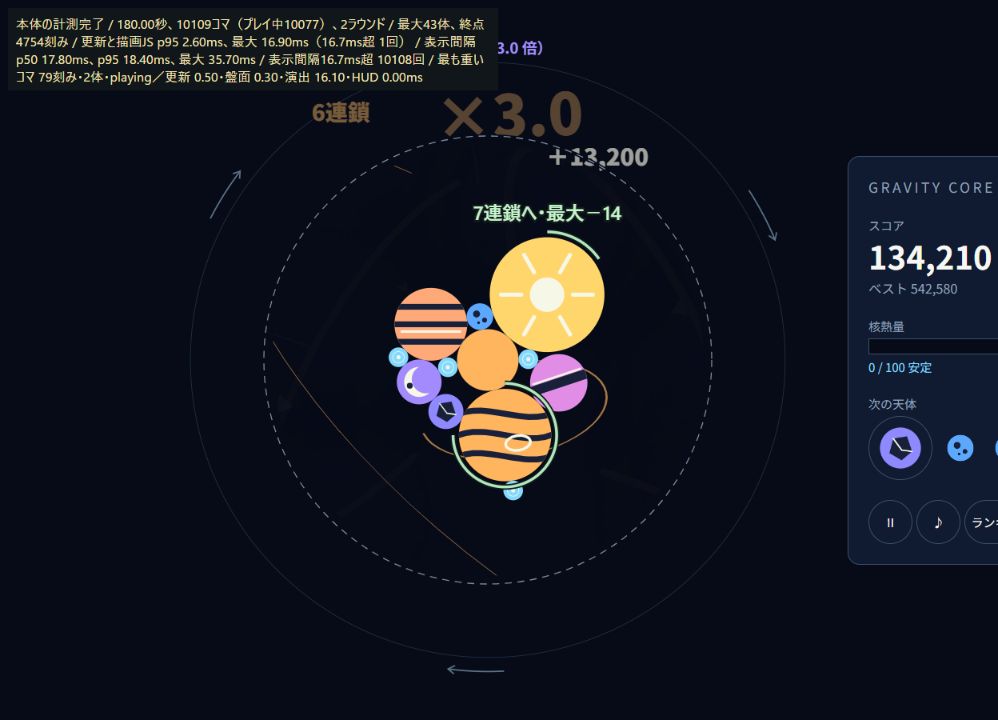 本体の計測完了 / 180.00秒、10109コマ（プレイ中10077）、2ラウンド / 最大43体、終点
4754刻み / 更新と描画JS p95 2.60ms、最大 16.90ms（16.7ms超 1回） / 表示間隔
p50 17.80ms、p95 18.40ms、最大 35.70ms / 表示間隔16.7ms超 10108回 / 最も重い
コマ 79刻み・2体・playing／更新 0.50・盤面 0.30・演出 16.10・HUD 0.00ms
3.0 倍）
6連鎖
×3.0
＋13,200
7連鎖へ・最大－14
GRAVITY CORE
スコア
134,210
ベスト 542,580
核熱量
0 / 100 安定
次の天体
II
♪
ラン